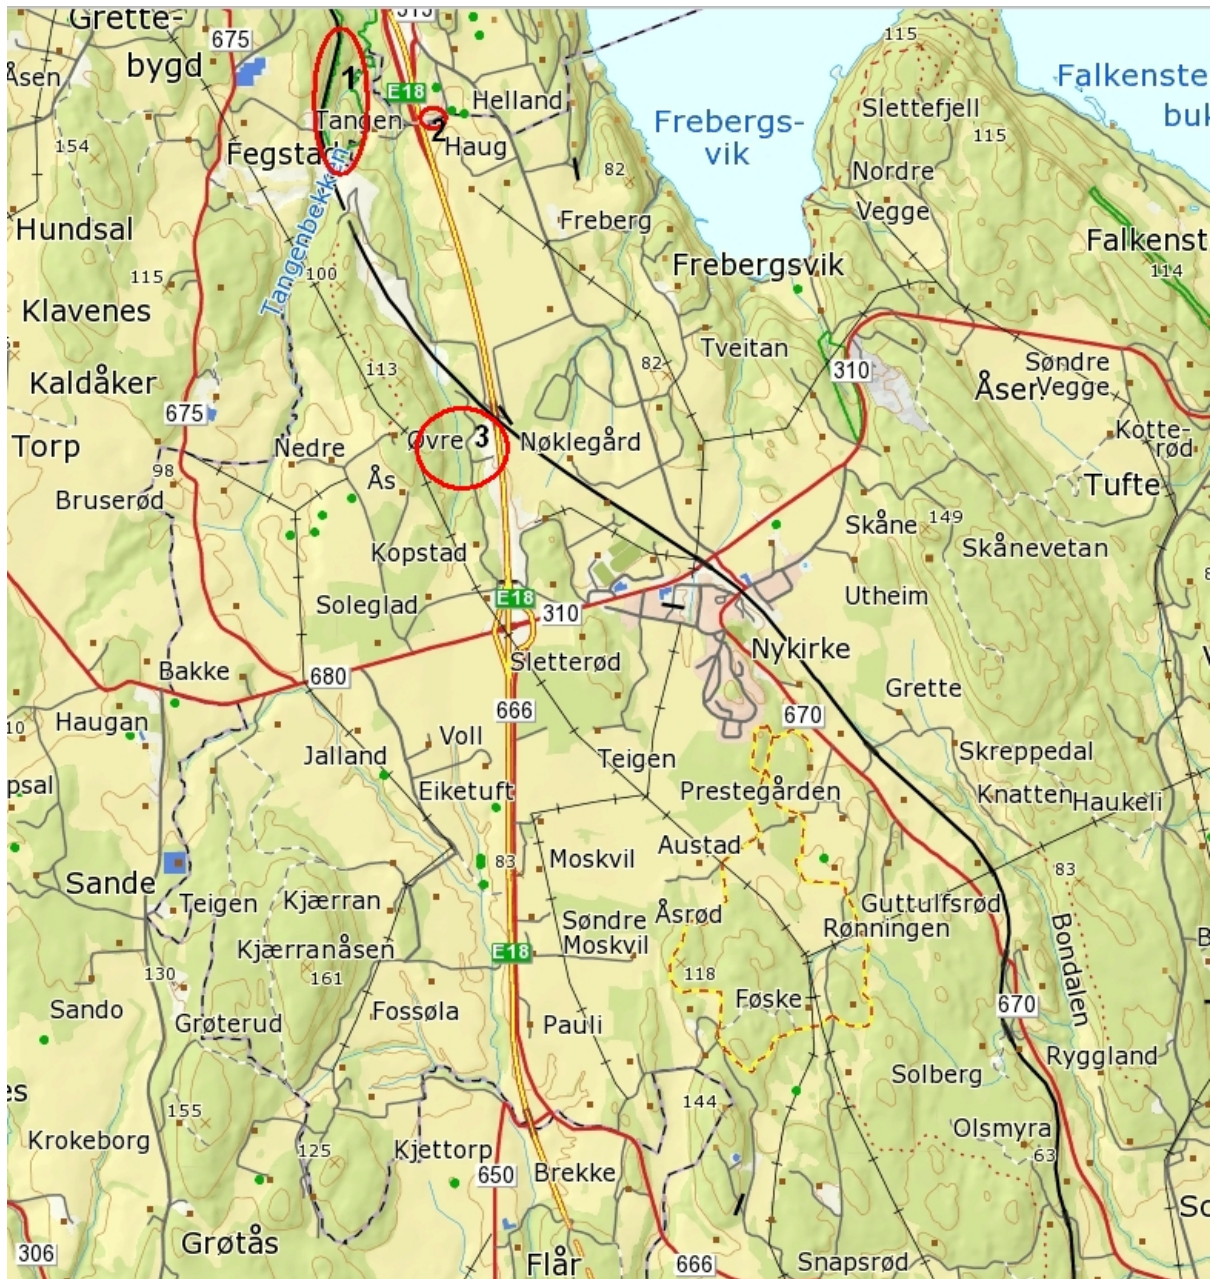 Grette-
bygd
675
315
Åsen
1
E18
Helland
Tangen
2
Haug
154
Fegstad
82
Frebergs-
vik
115
Slettefjell
115
Falkenste
buk
Nordre
Vegge
Hundsal
Tangenbekken
Freberg
Frebergsvik
Falkenst
114
115
100
Klavenes
Kaldåker
113
82
Tveitan
310
Søndre
Vegge
Åser
675
Torp
Nedre
Øvre
3
Nøklegård
Kotte-
rød
98
Bruserød
Ås
Tufte
Skåne
149
Kopstad
Skånevetan
Soleglad
E18
310
Utheim
Bakke
680
Sletterød
Nykirke
Grette
Haugan
666
670
10
Voll
Jalland
Teigen
Skreppedal
psal
Eiketuft
Prestegården
Knatten
Haukeli
Austad
83
Moskvil
83
Sande
Teigen
Kjærran
Søndre
Moskvil
Åsrød
Guttulfsrød
Rønningen
Kjærranåsen
E18
Bondalen
130
161
118
Sando
Grøterud
Fossøla
Pauli
Føske
670
Ryggland
es
Solberg
155
144
Krokeborg
125
Kjettorp
Olsmyra
63
650
Brekke
Grøtås
306
Flår
666
Snapsrød